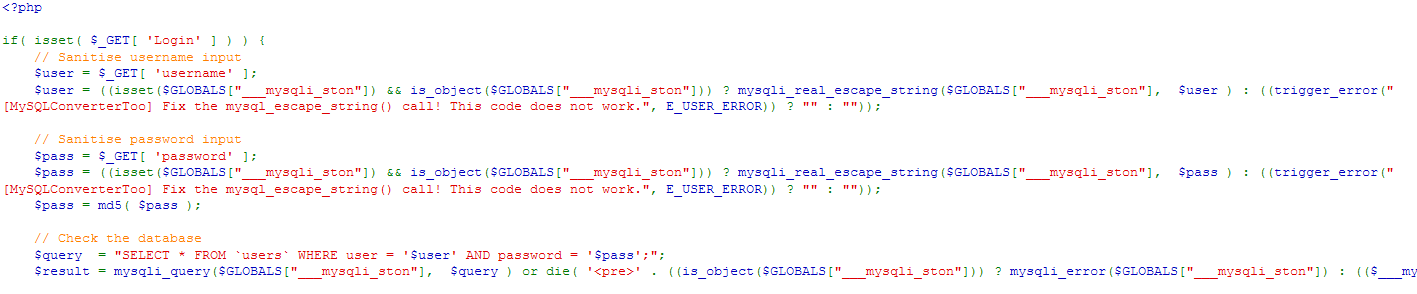 <?php

if( isset( $_GET[ 'Login' ] ) ) {
    // Sanitise username input
    $user = $_GET[ 'username' ];
    $user = ((isset($GLOBALS["___mysqli_ston"]) && is_object($GLOBALS["___mysqli_ston"])) ? mysqli_real_escape_string($GLOBALS["___mysqli_ston"],  $user ) : ((trigger_error("
[MySQLConverterToo] Fix the mysql_escape_string() call! This code does not work.", E_USER_ERROR)) ? "" : ""));

    // Sanitise password input
    $pass = $_GET[ 'password' ];
    $pass = ((isset($GLOBALS["___mysqli_ston"]) && is_object($GLOBALS["___mysqli_ston"])) ? mysqli_real_escape_string($GLOBALS["___mysqli_ston"],  $pass ) : ((trigger_error("
[MySQLConverterToo] Fix the mysql_escape_string() call! This code does not work.", E_USER_ERROR)) ? "" : ""));
    $pass = md5( $pass );

    // Check the database
    $query  = "SELECT * FROM `users` WHERE user = '$user' AND password = '$pass';";
    $result = mysqli_query($GLOBALS["___mysqli_ston"],  $query ) or die( '<pre>' . ((is_object($GLOBALS["___mysqli_ston"])) ? mysqli_error($GLOBALS["___mysqli_ston"]) : (($___my